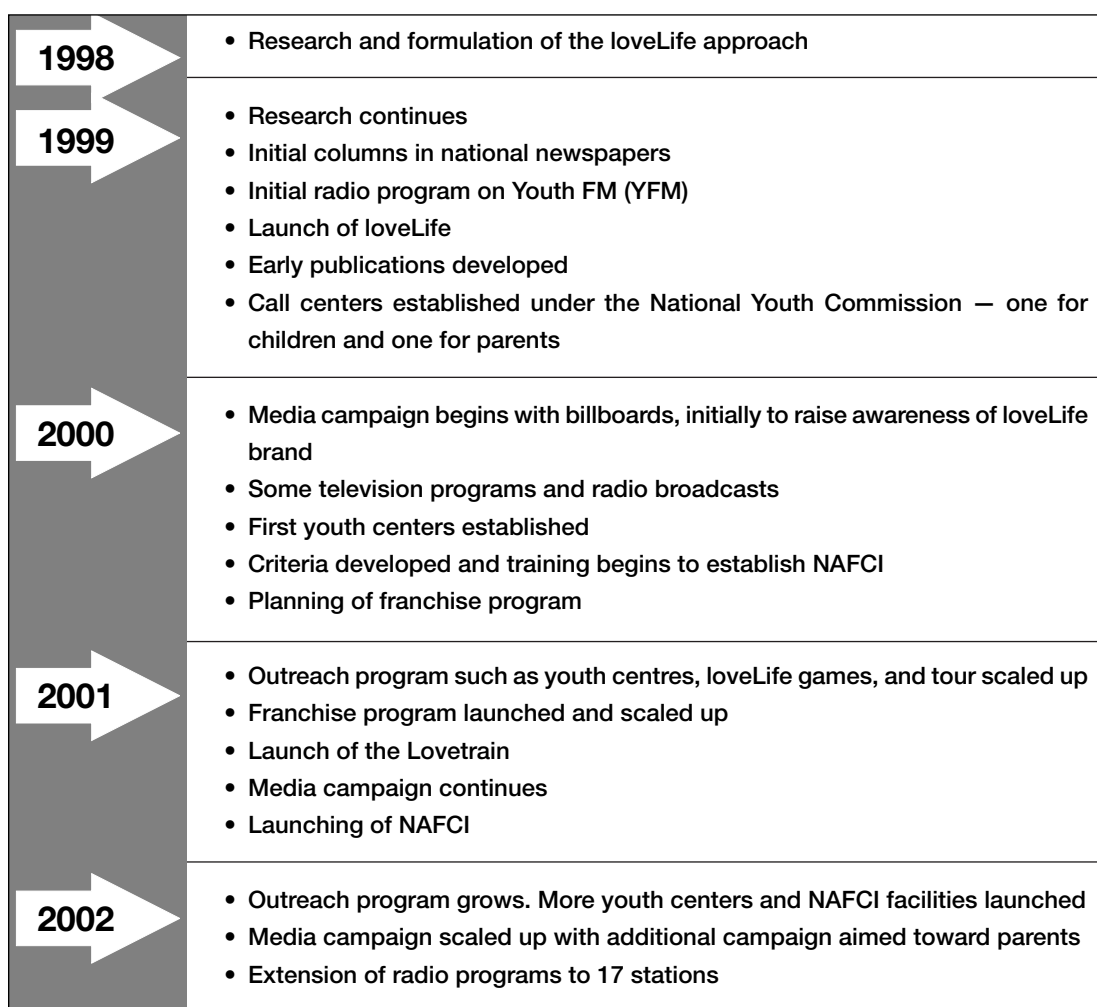 1998
• Research and formulation of the loveLife approach
1999
• Research continues
• Initial columns in national newspapers
• Initial radio program on Youth FM (YFM)
• Launch of loveLife
• Early publications developed
• Call centers established under the National Youth Commission — one for
children and one for parents
2000
• Media campaign begins with billboards, initially to raise awareness of loveLife
brand
• Some television programs and radio broadcasts
• First youth centers established
• Criteria developed and training begins to establish NAFCI
• Planning of franchise program
2001
• Outreach program such as youth centres, loveLife games, and tour scaled up
• Franchise program launched and scaled up
• Launch of the Lovetrain
• Media campaign continues
• Launching of NAFCI
2002
• Outreach program grows. More youth centers and NAFCI facilities launched
• Media campaign scaled up with additional campaign aimed toward parents
• Extension of radio programs to 17 stations